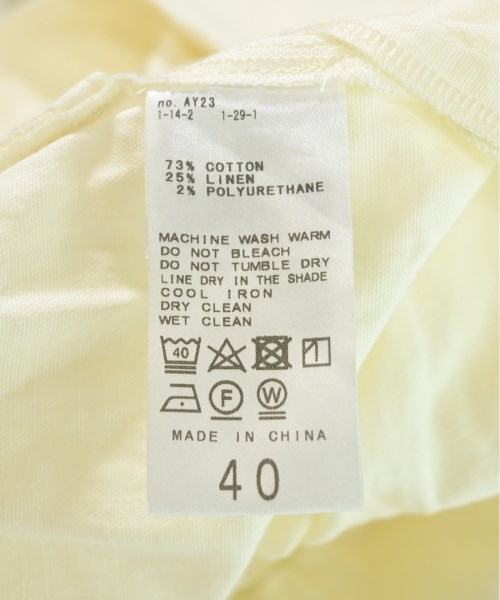 no. AY23
1-14-2 1-29-1
73% COTTON
25% LINEN
2% POLYURETHANE
MACHINE WASH WARM
DO NOT BLEACH
DO NOT TUMBLE DRY
LINE DRY IN THE SHADE
COOL IRON
DRY CLEAN
WET CLEAN
40
F W
MADE IN CHINA
40